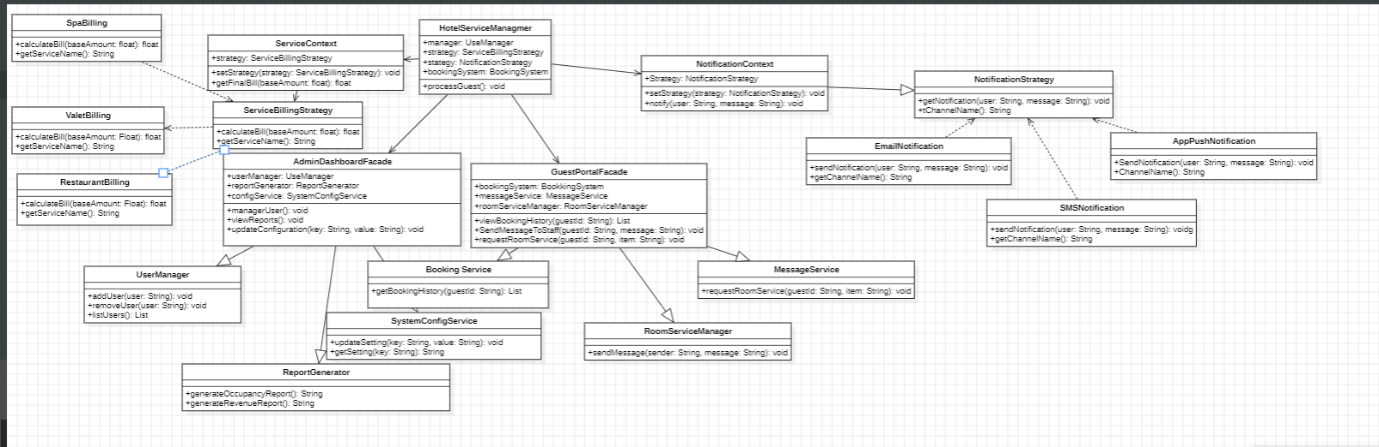 SpaBilling
+calculateBill(baseAmount: float): float
+getServiceName(): String
ServiceContext
+strategy: ServiceBillingStrategy
+setStrategy(strategy: ServiceBillingStrategy): void
+getFinalBill(baseAmount: float): float
HotelServiceManagmer
+manager: UseManager
+strategy: ServiceBillingStrategy
+stategy: NotificationStrategy
+bookingSystem: BookingSystem
+processGuest(): void
NotificationContext
+Strategy: NotificationStrategy
+setStrategy(strategy: NotificationStrategy): void
+notify(user: String, message: String): void
NotificationStrategy
+getNotification(user: String, message: String): void
+tChannelName(): String
ValetBilling
+calculateBill(baseAmount: Float): float
+getServiceName(): String
ServiceBillingStrategy
+calculateBill(baseAmount: float): float
+getServiceName(): String
EmailNotification
+sendNotification(user: String, message: String): void
+getChannelName(): String
AppPushNotification
+SendNotification(user: String, message: String): void
+ChannelName(): String
RestaurantBilling
+calculateBill(baseAmount: Float): float
+getServiceName(): String
AdminDashboardFacade
+userManager: UseManager
+reportGenerator: ReportGenerator
+configService: SystemConfigService
+managerUser(): void
+viewReports(): void
+updateConfiguration(key: String, value: String): void
GuestPortalFacade
+bookingSystem: BookkingSystem
+messageService: MessageService
+roomServiceManager: RoomServiceManager
+viewBookingHistory(guestId: String): List
+SendMessageToStaff(guestId: String, message: String): void
+requestRoomService(guestId: String, item: String): void
SMSNotification
+sendNotification(user: String, message: String): voidg
+getChannelName(): String
UserManager
+addUser(user: String): void
+removeUser(user: String): void
+listUsers(): List
Booking Service
+getBookingHistory(guestId: String): List
MessageService
+requestRoomService(guestId: String, item: String): void
SystemConfigService
+updateSetting(key: String, value: String): void
+getSetting(key: String): String
RoomServiceManager
+sendMessage(sender: String, message: String): void
ReportGenerator
+generateOccupancyReport(): String
+generateRevenueReport(): String